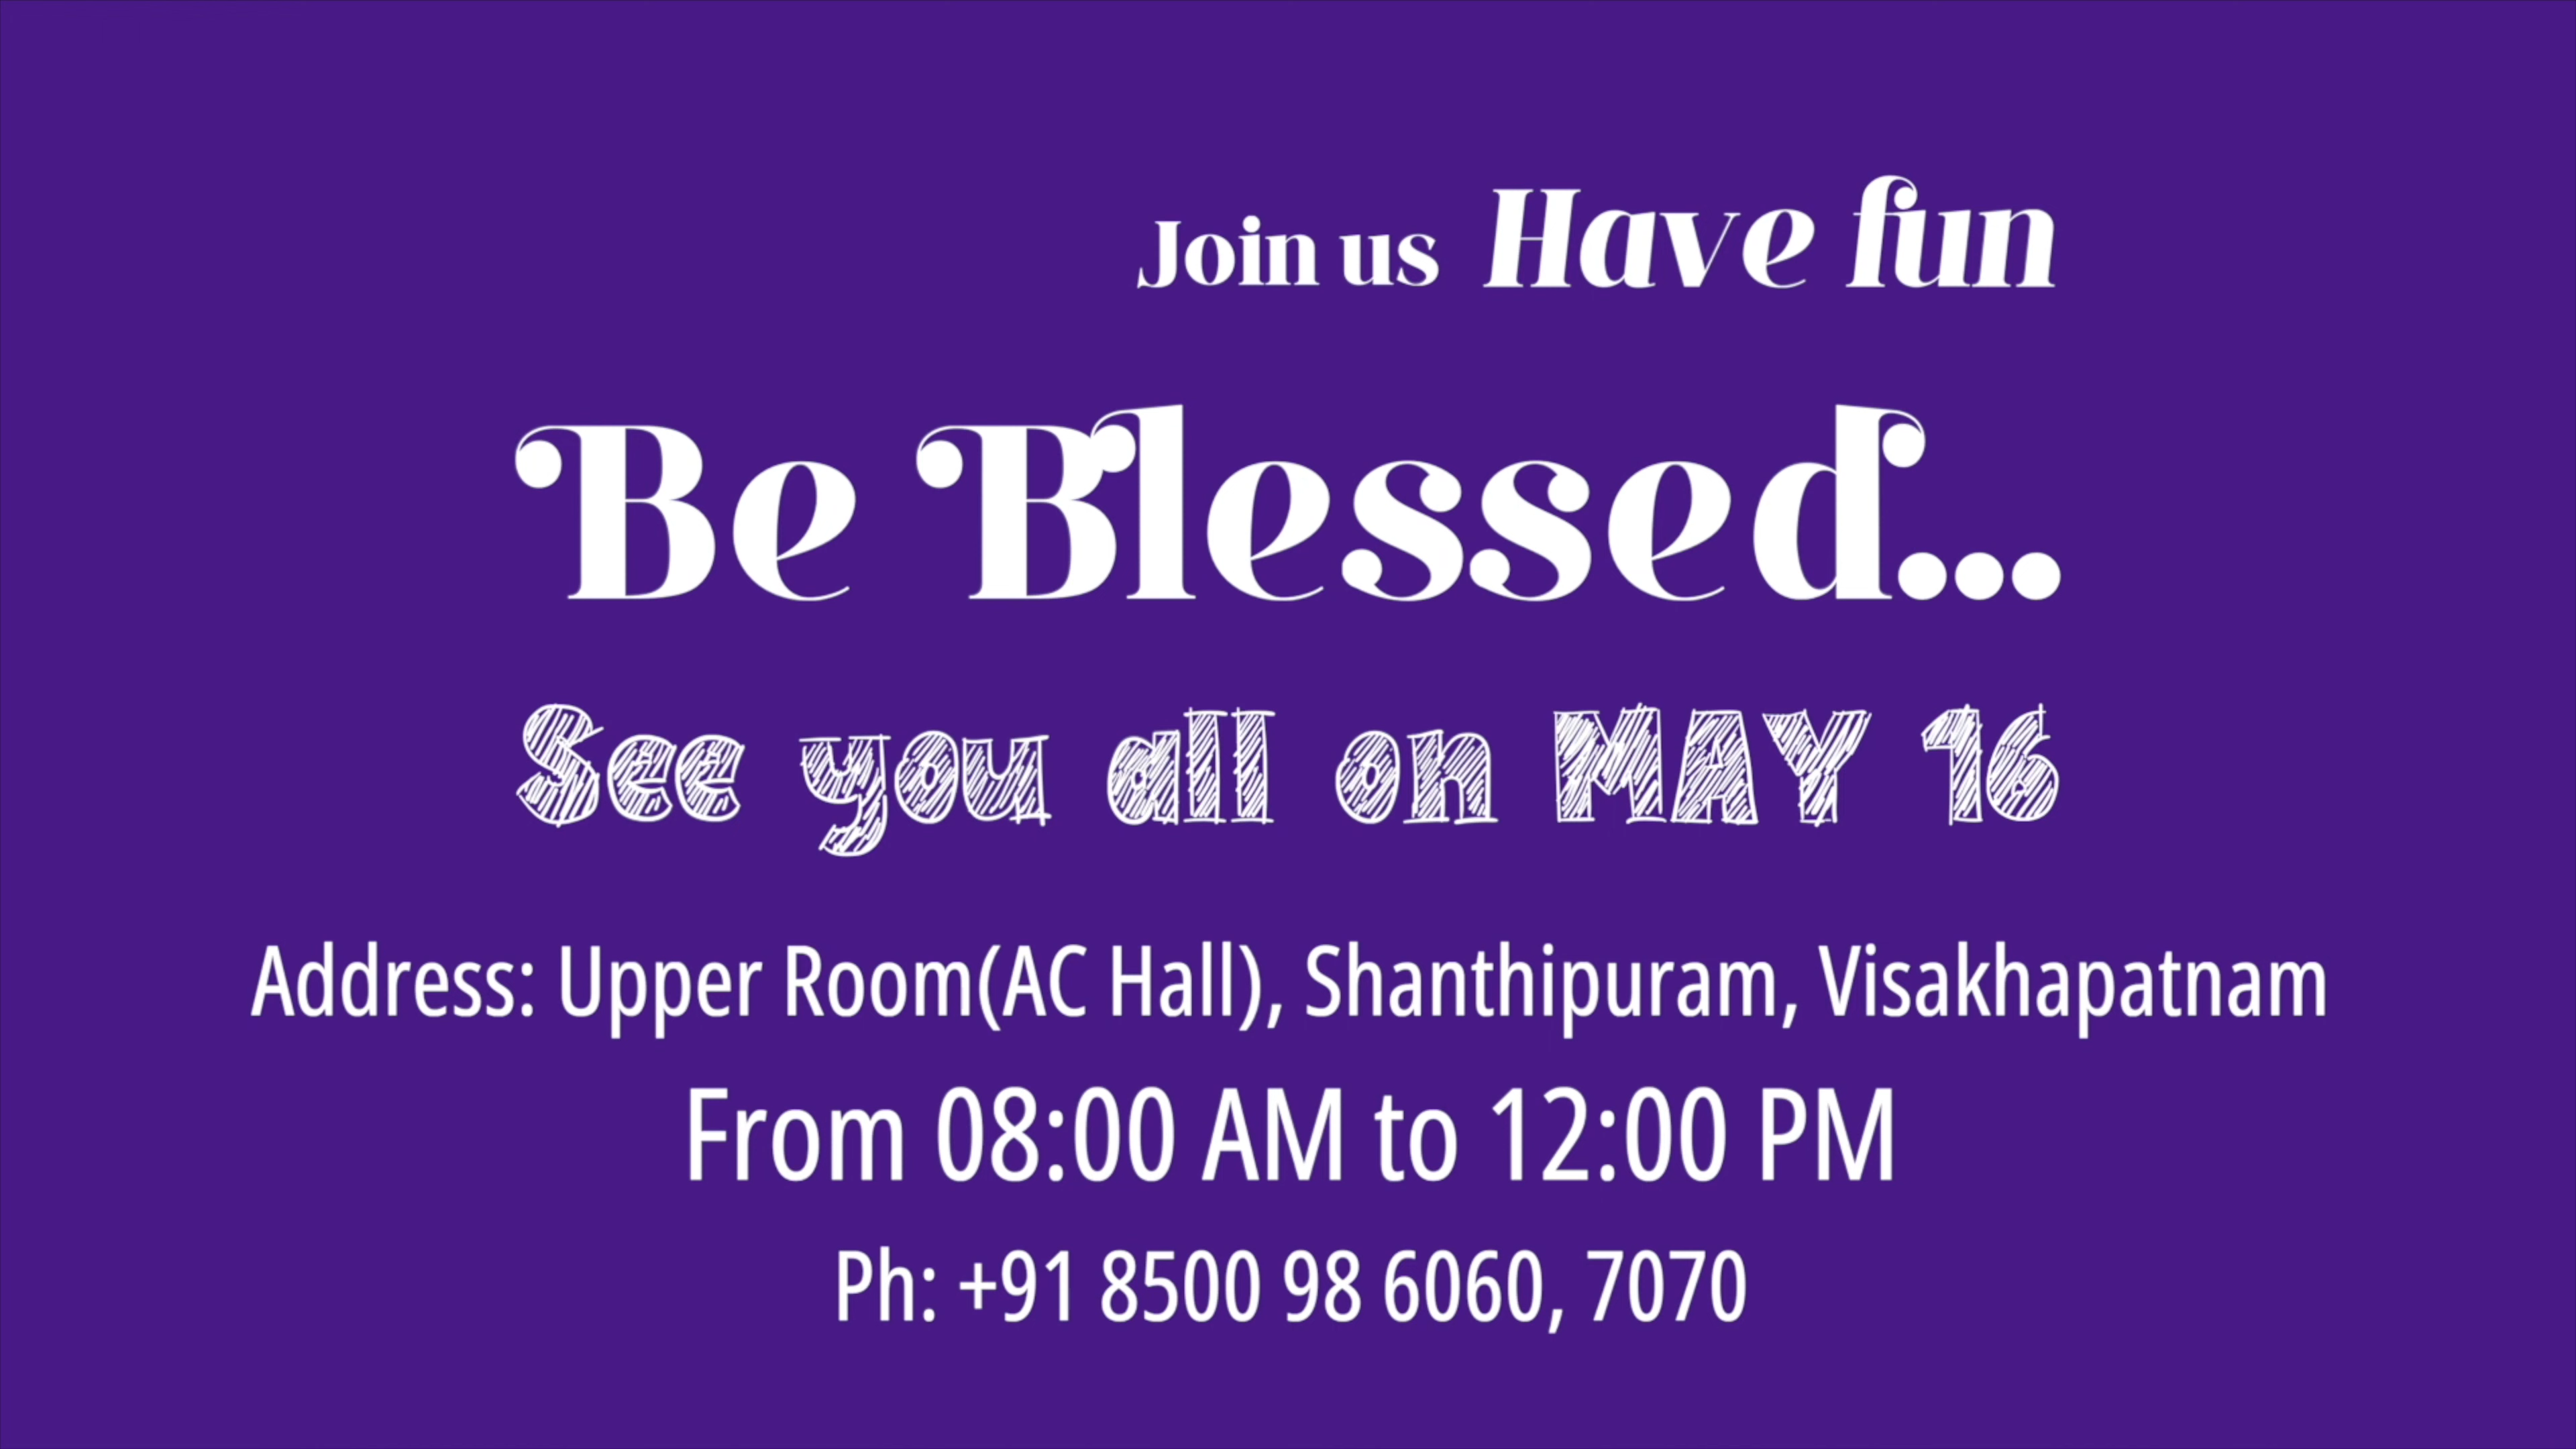 Join us Have fun
Be Blessed...
See you all on MAY 16
Address: Upper Room(AC Hall), Shanthipuram, Visakhapatnam
From 08:00 AM to 12:00 PM
Ph: +91 8500 98 6060, 7070